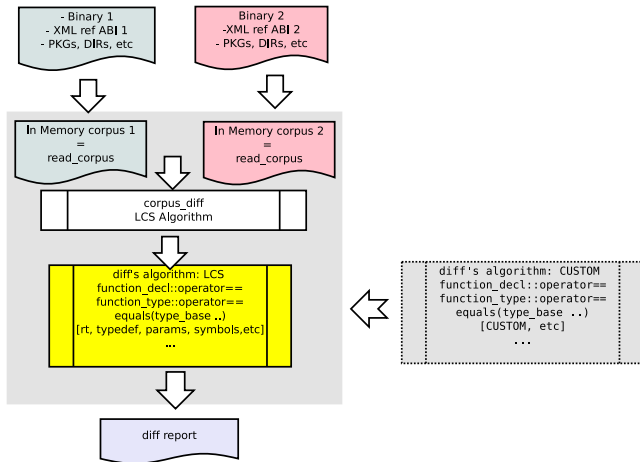 - Binary 1
- XML ref ABI 1
- PKGs, DIRs, etc
- Binary 2
-XML ref ABI 2
- PKGs, DIRs, etc
In Memory corpus 1
=
read_corpus
In Memory corpus 2
=
read_corpus
corpus_diff
LCS Algorithm
diff's algorithm: LCS
function_decl::operator==
function_type::operator==
equals(type_base ..)
[rt, typedef, params, symbols,etc]
...
diff's algorithm: CUSTOM
function_decl::operator==
function_type::operator==
equals(type_base ..)
[CUSTOM, etc]
...
diff report